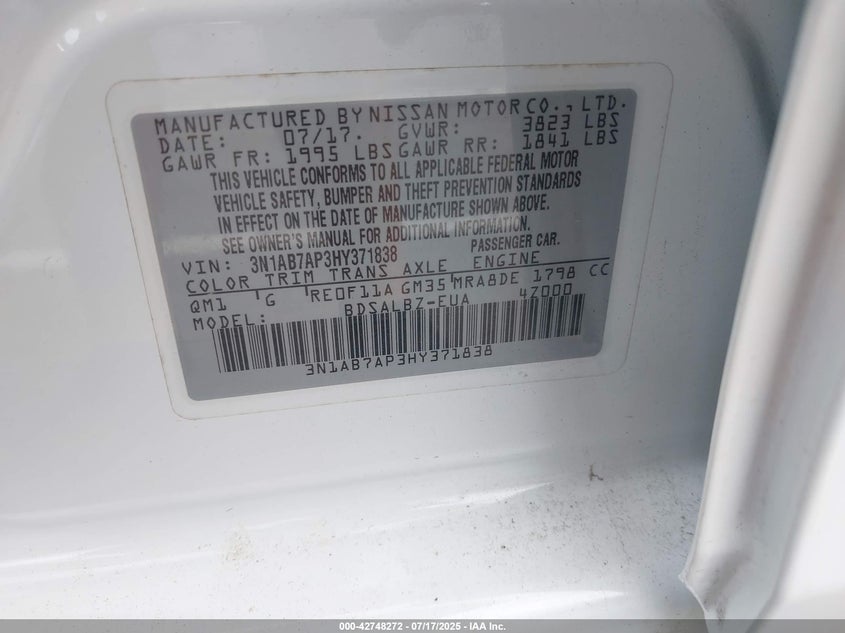 MANUFACTURED BY NISSAN MOTOR CO., LTD.
DATE: 07/17. GVWR: 3823 LBS
GAWR FR: 1995 LBS GAWR RR: 1841 LBS
THIS VEHICLE CONFORMS TO ALL APPLICABLE FEDERAL MOTOR
VEHICLE SAFETY, BUMPER AND THEFT PREVENTION STANDARDS
IN EFFECT ON THE DATE OF MANUFACTURE SHOWN ABOVE.
SEE OWNER'S MANUAL FOR ADDITIONAL INFORMATION.
VIN: 3N1AB7AP3HY371838 PASSENGER CAR.
COLOR TRIM TRANS AXLE ENGINE
QM1 G RE0F11A GM35 MRA8DE 1798 CC
MODEL: BDSALBZ-EUA 4Z000
3N1AB7AP3HY371838
000-42748272 - 07/17/2025 - IAA Inc.